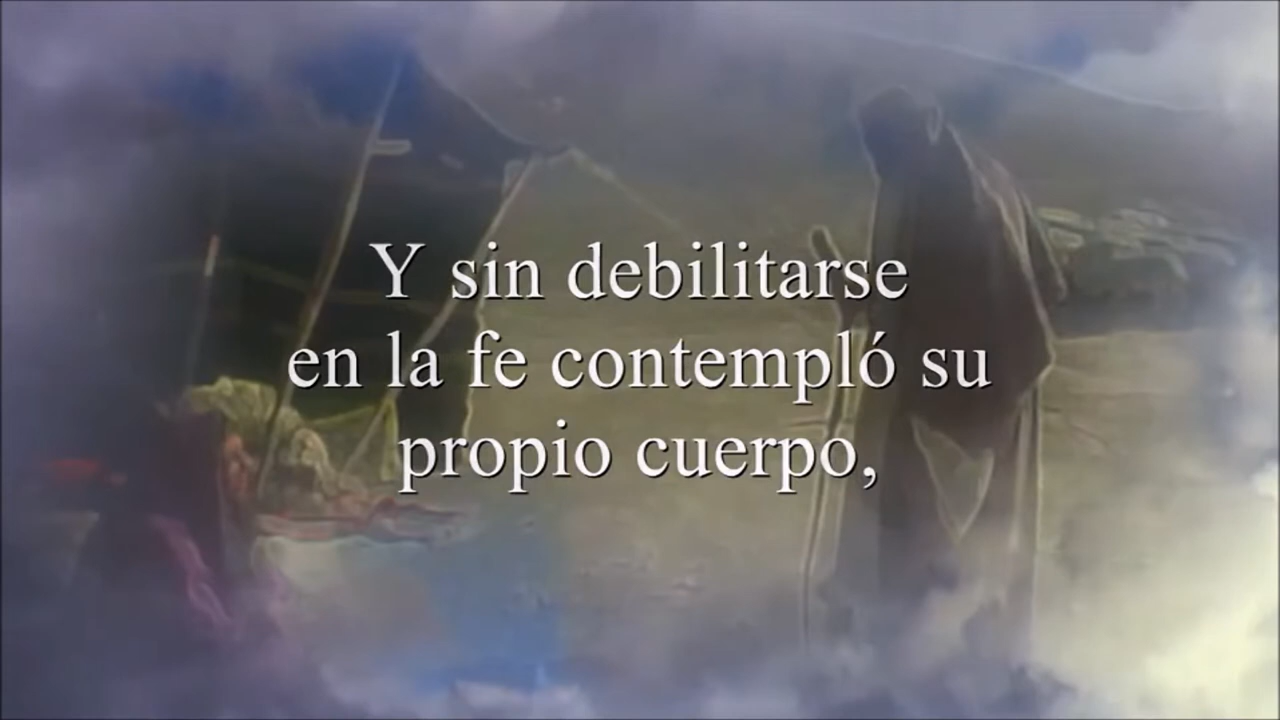 Y sin debilitarse
en la fe contempló su
propio cuerpo,